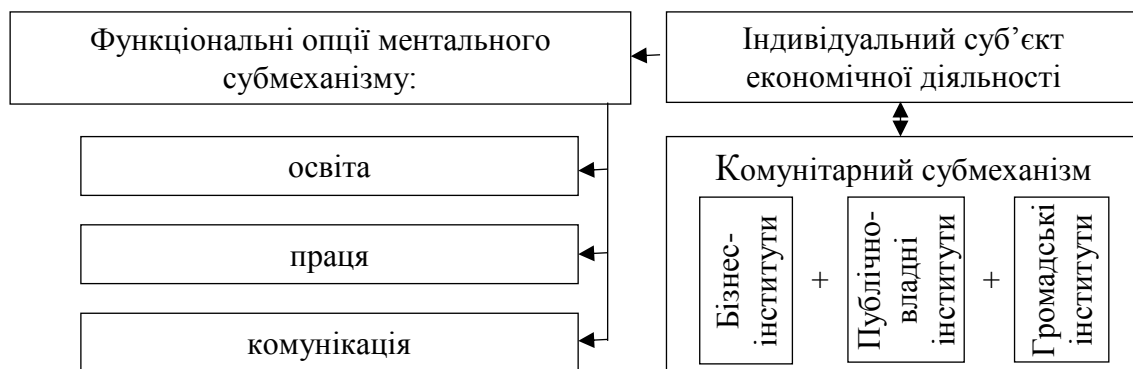 Функціональні опції ментального
субмеханізму:
освіта
праця
комунікація
Індивідуальний суб’єкт
економічної діяльності
Комунітарний субмеханізм
Бізнес-
інститути
+
Публічно-
владні
інститути
+
Громадські
інститути